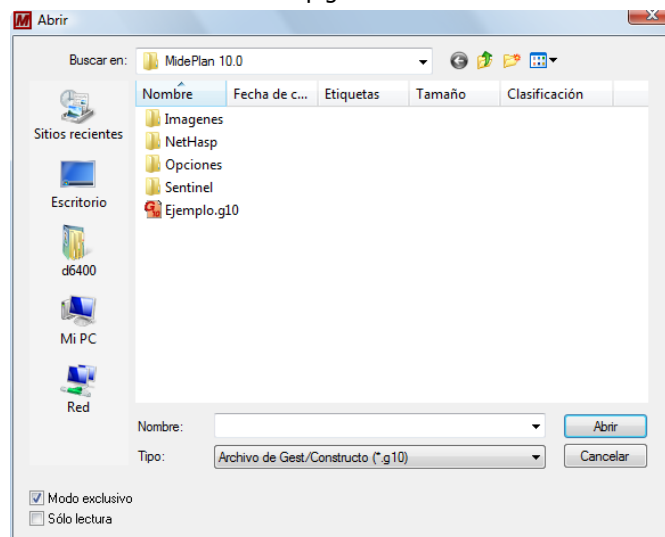 Abrir
Buscar en: MidePlan 10.0
Nombre Fecha de c... Etiquetas Tamaño Clasificación
Imagenes
NetHasp
Opciones
Sentinel
Ejemplo.g10
Sitios recientes
Escritorio
d6400
Mi PC
Red
Nombre: Abrir
Tipo: Archivo de Gest/Constructo (*.g10) Cancelar
Modo exclusivo
Sólo lectura